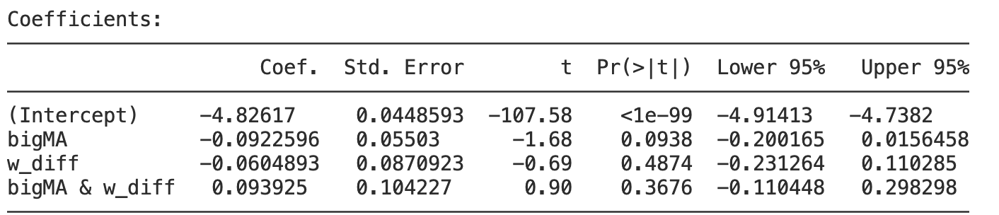 Coefficients:
Coef. Std. Error t Pr(>|t|) Lower 95% Upper 95%
(Intercept) −4.82617 0.0448593 −107.58 <1e−99 −4.91413 −4.7382
bigMA −0.0922596 0.05503 −1.68 0.0938 −0.200165 0.0156458
w_diff −0.0604893 0.0870923 −0.69 0.4874 −0.231264 0.110285
bigMA & w_diff 0.093925 0.104227 0.90 0.3676 −0.110448 0.298298